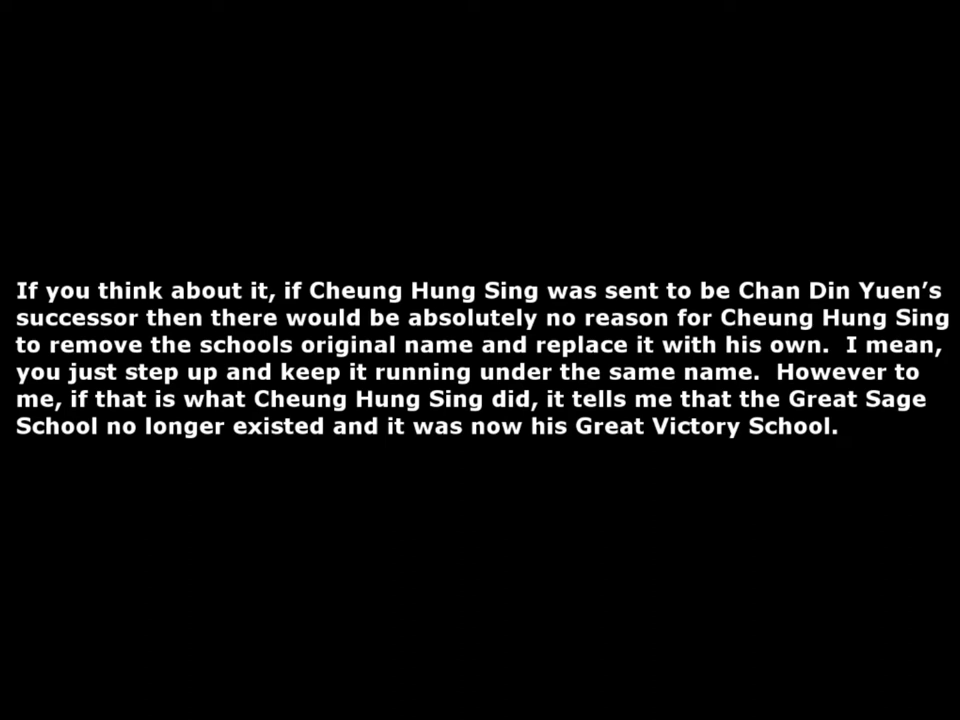 If you think about it, if Cheung Hung Sing was sent to be Chan Din Yuen’s
successor then there would be absolutely no reason for Cheung Hung Sing
to remove the schools original name and replace it with his own.  I mean,
you just step up and keep it running under the same name.  However to
me, if that is what Cheung Hung Sing did, it tells me that the Great Sage
School no longer existed and it was now his Great Victory School.